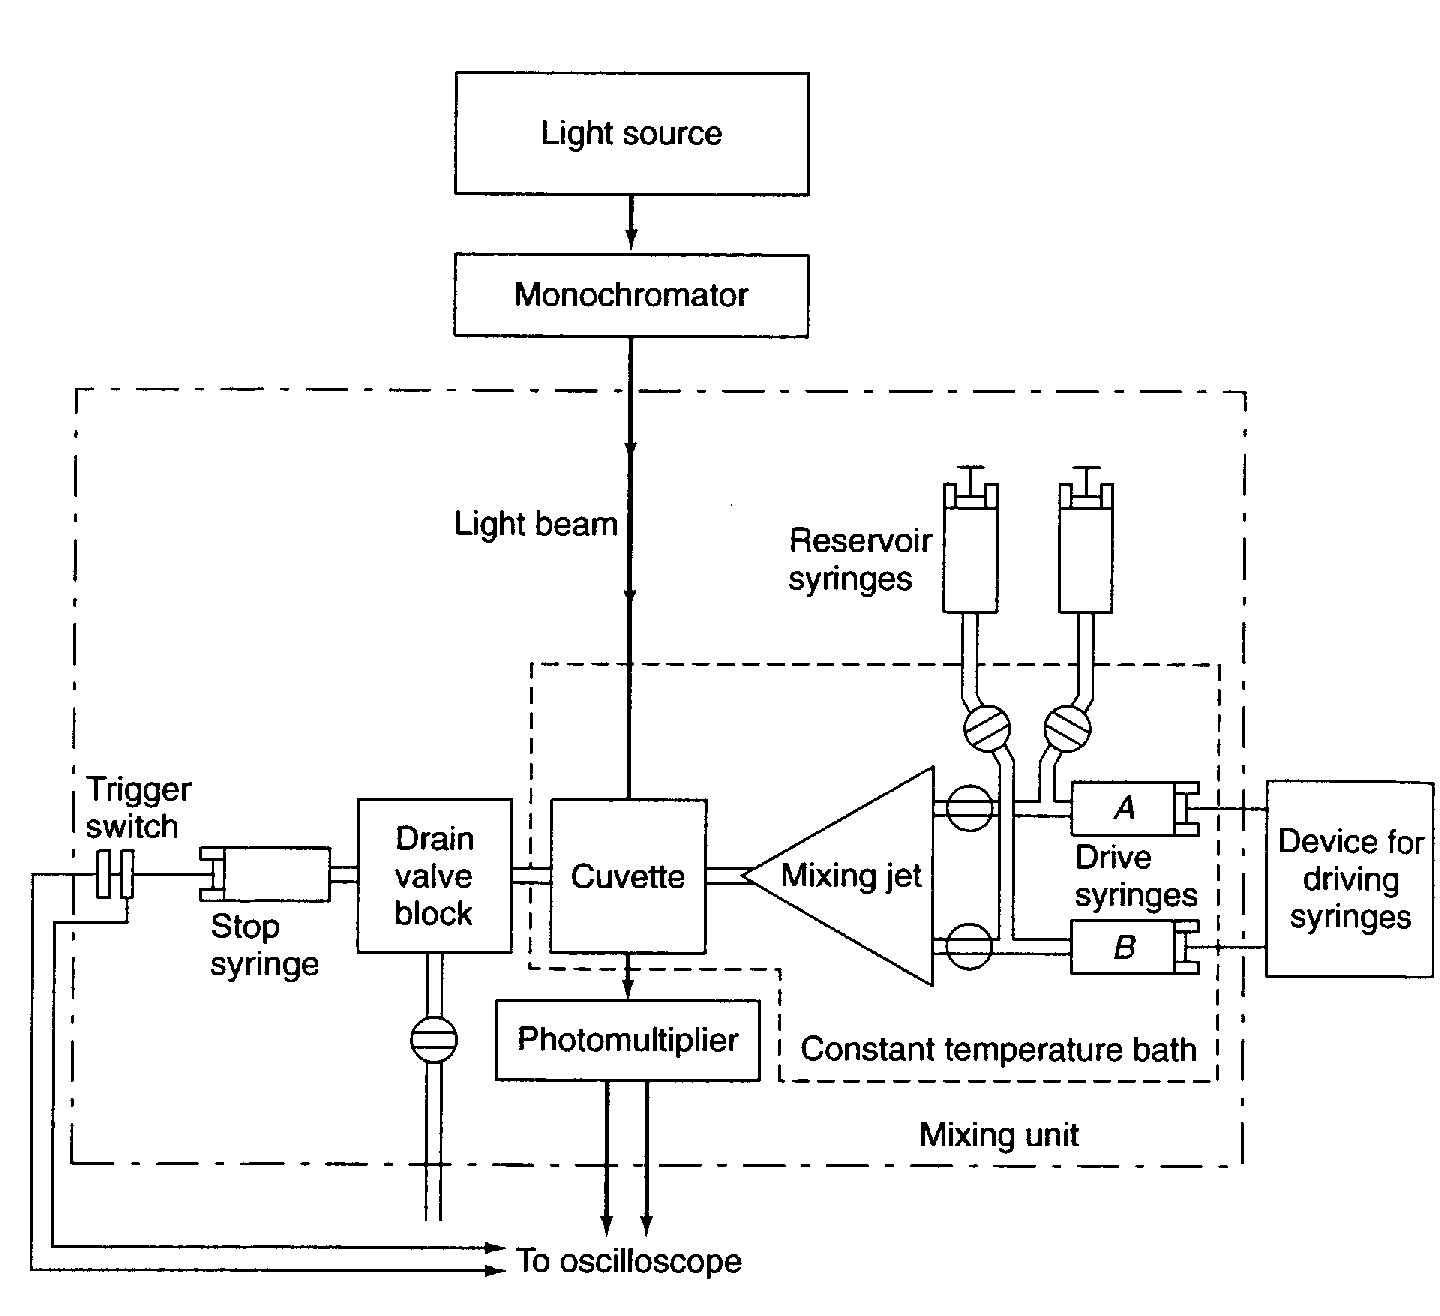 Light source
Monochromator
Light beam
Reservoir
syringes
Trigger
switch
Drain
valve
block
Cuvette
Mixing jet
A
Drive
syringes
B
Device for
driving
syringes
Stop
syringe
Photomultiplier
Constant temperature bath
Mixing unit
To oscilloscope